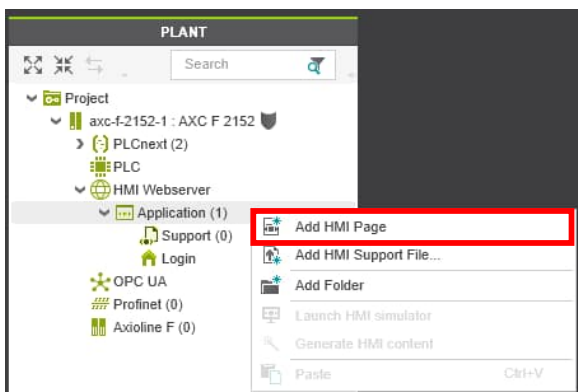 PLANT
Search
Project
axc-f-2152-1 : AXC F 2152
PLCnext (2)
PLC
HMI Webserver
Application (1)
Support (0)
Login
OPC UA
Profinet (0)
Axioline F (0)
Add HMI Page
Add HMI Support File...
Add Folder
Launch HMI simulator
Generate HMI content
Paste Ctrl+V